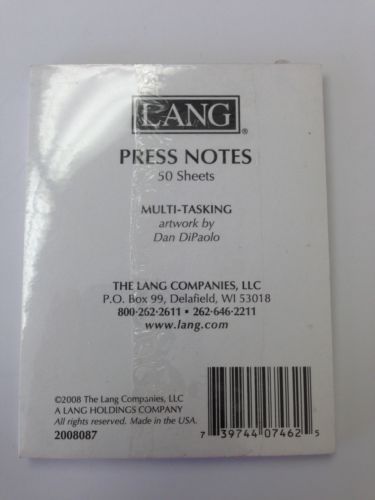 LANG®
PRESS NOTES
50 Sheets
MULTI-TASKING
artwork by
Dan DiPaolo
THE LANG COMPANIES, LLC
P.O. Box 99, Delafield, WI 53018
800•262•2611 • 262•646•2211
www.lang.com
©2008 The Lang Companies, LLC
A LANG HOLDINGS COMPANY
All rights reserved. Made in the USA.
2008087
7 39744 07462 5